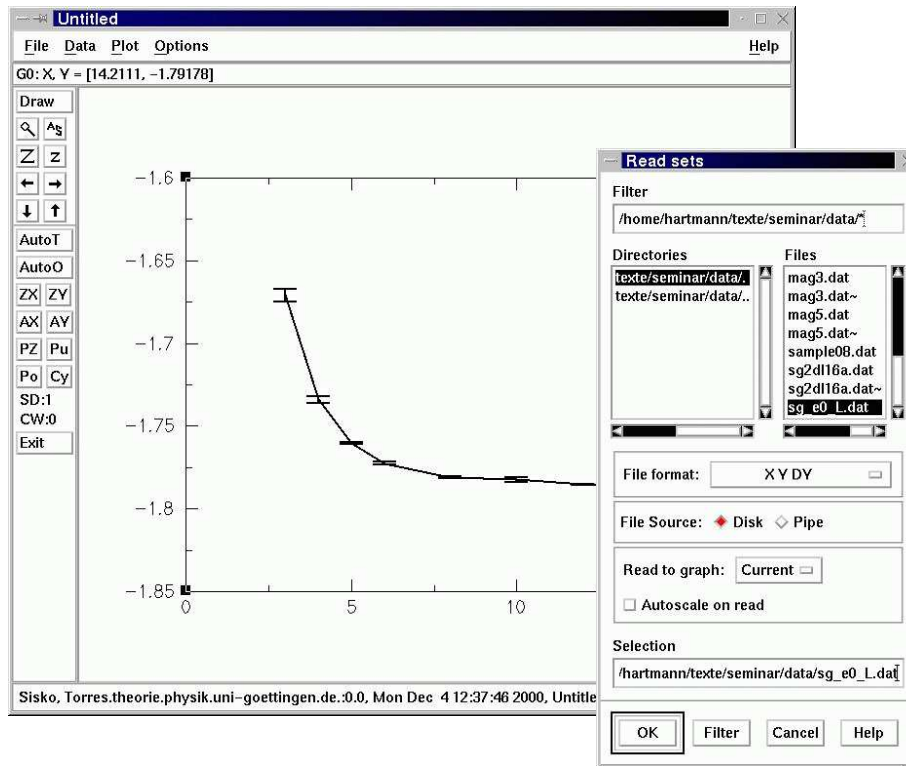 Untitled
File Data Plot Options Help
G0: X, Y = [14.2111, −1.79178]
Draw
A S
Z z
AutoT
AutoO
ZX ZY
AX AY
PZ Pu
Po Cy
SD:1
CW:0
Exit
−1.6
−1.65
−1.7
−1.75
−1.8
−1.85
0 5 10
Sisko, Torres.theorie.physik.uni−goettingen.de.:0.0, Mon Dec 4 12:37:46 2000, Untitle
Read sets
Filter
/home/hartmann/texte/seminar/data/*
Directories Files
texte/seminar/data/. mag3.dat
texte/seminar/data/.. mag3.dat~
mag5.dat
mag5.dat~
sample08.dat
sg2dl16a.dat
sg2dl16a.dat~
sg_e0_L.dat
File format: X Y DY
File Source: Disk Pipe
Read to graph: Current
Autoscale on read
Selection
/hartmann/texte/seminar/data/sg_e0_L.dat
OK Filter Cancel Help